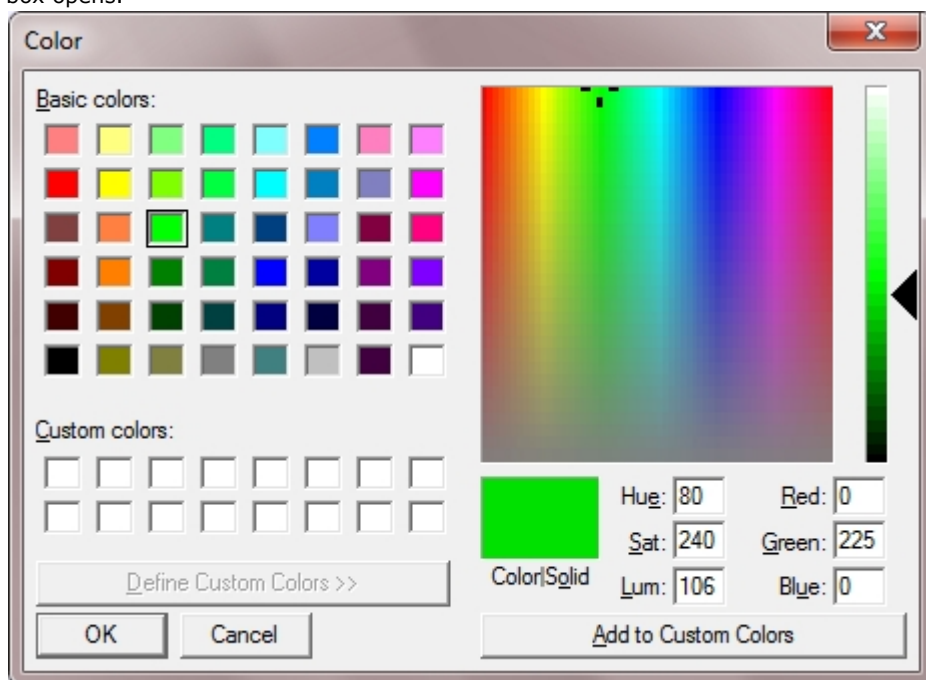 box opens.
Color
Basic colors:
Custom colors:
Define Custom Colors >>
OK Cancel
Color|Solid
Hue: 80 Red: 0
Sat: 240 Green: 225
Lum: 106 Blue: 0
Add to Custom Colors